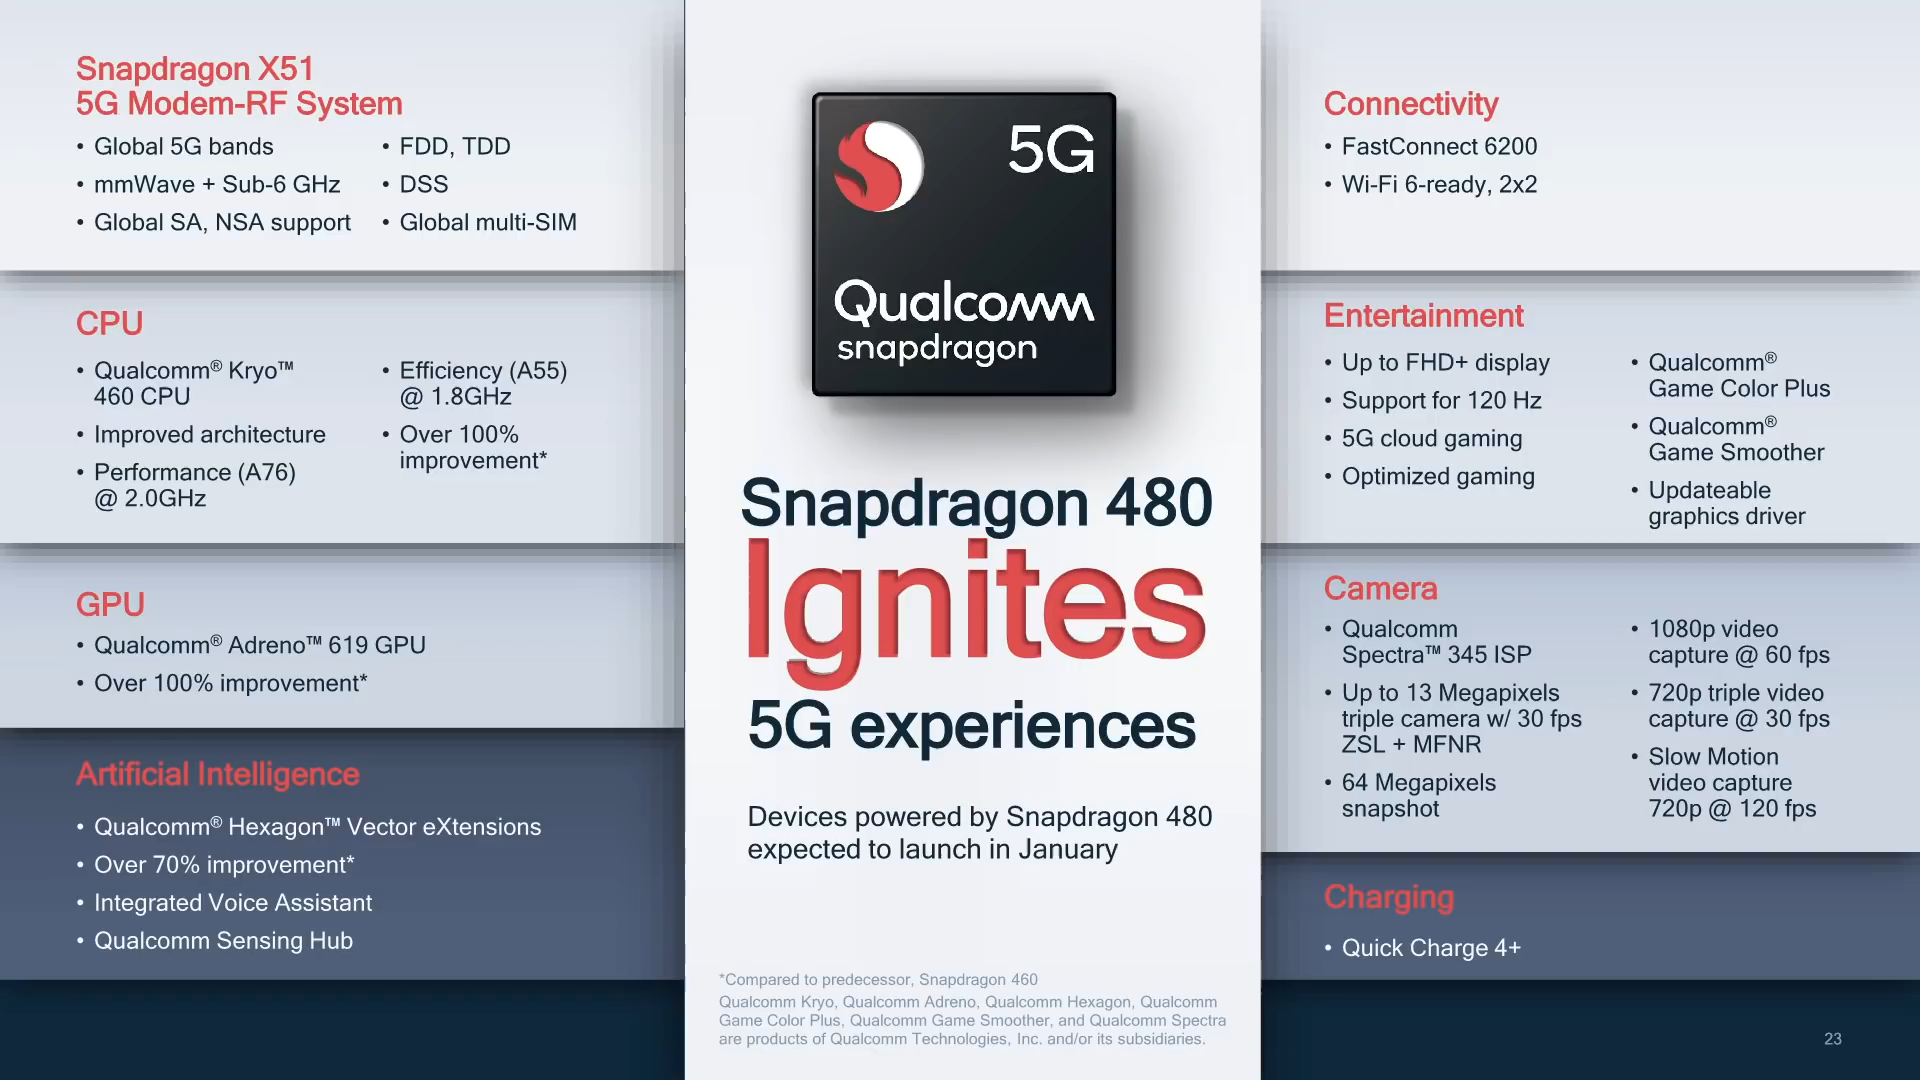 Snapdragon X51
5G Modem-RF System
• Global 5G bands
• mmWave + Sub-6 GHz
• Global SA, NSA support
• FDD, TDD
• DSS
• Global multi-SIM
CPU
• Qualcomm® Kryo™
460 CPU
• Improved architecture
• Performance (A76)
@ 2.0GHz
• Efficiency (A55)
@ 1.8GHz
• Over 100%
improvement*
GPU
• Qualcomm® Adreno™ 619 GPU
• Over 100% improvement*
Artificial Intelligence
• Qualcomm® Hexagon™ Vector eXtensions
• Over 70% improvement*
• Integrated Voice Assistant
• Qualcomm Sensing Hub
5G
Qualcomm
snapdragon
Snapdragon 480
Ignites
5G experiences
Devices powered by Snapdragon 480
expected to launch in January
*Compared to predecessor, Snapdragon 460
Qualcomm Kryo, Qualcomm Adreno, Qualcomm Hexagon, Qualcomm
Game Color Plus, Qualcomm Game Smoother, and Qualcomm Spectra
are products of Qualcomm Technologies, Inc. and/or its subsidiaries.
Connectivity
• FastConnect 6200
• Wi-Fi 6-ready, 2x2
Entertainment
• Up to FHD+ display
• Support for 120 Hz
• 5G cloud gaming
• Optimized gaming
• Qualcomm®
Game Color Plus
• Qualcomm®
Game Smoother
• Updateable
graphics driver
Camera
• Qualcomm
Spectra™ 345 ISP
• Up to 13 Megapixels
triple camera w/ 30 fps
ZSL + MFNR
• 64 Megapixels
snapshot
• 1080p video
capture @ 60 fps
• 720p triple video
capture @ 30 fps
• Slow Motion
video capture
720p @ 120 fps
Charging
• Quick Charge 4+
23